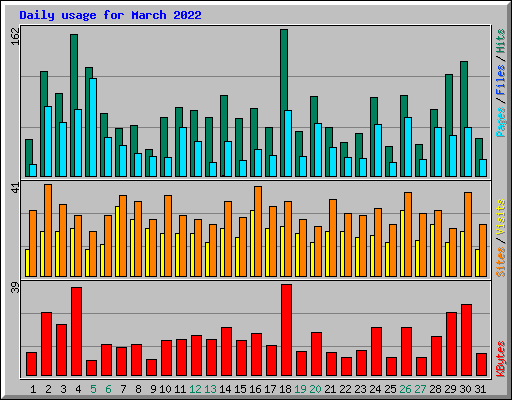 Daily usage for March 2022
162
Pages / Files / Hits
41
Sites / Visits
39
KBytes
1 2 3 4 5 6 7 8 9 10 11 12 13 14 15 16 17 18 19 20 21 22 23 24 25 26 27 28 29 30 31